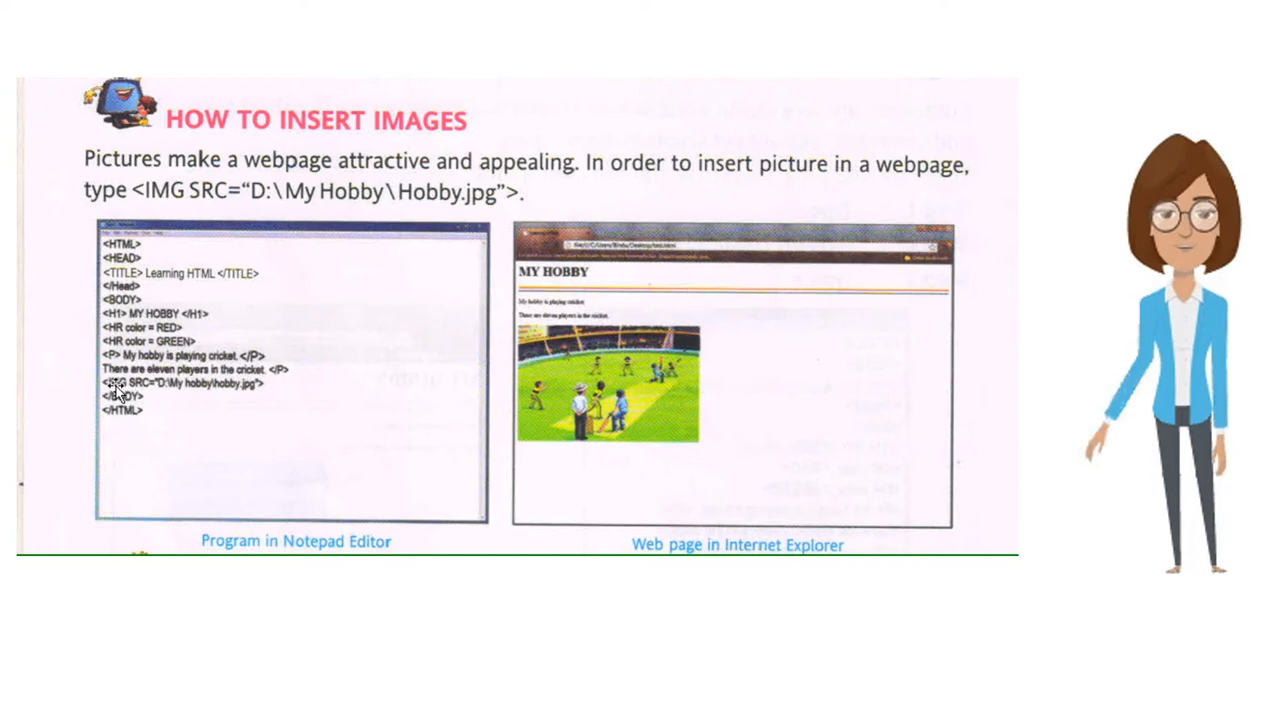 HOW TO INSERT IMAGES
Pictures make a webpage attractive and appealing. In order to insert picture in a webpage,
type <IMG SRC=“D:\My Hobby\Hobby.jpg”>.
<HTML>
<HEAD>
<TITLE> Learning HTML </TITLE>
</Head>
<BODY>
<H1> MY HOBBY </H1>
<HR color = RED>
<HR color = GREEN>
<P> My hobby is playing cricket. </P>
There are eleven players in the cricket. </P>
<IMG SRC="D:\My hobby\hobby.jpg">
</BODY>
</HTML>
MY HOBBY
My hobby is playing cricket
There are eleven players in the cricket.
Program in Notepad Editor
Web page in Internet Explorer